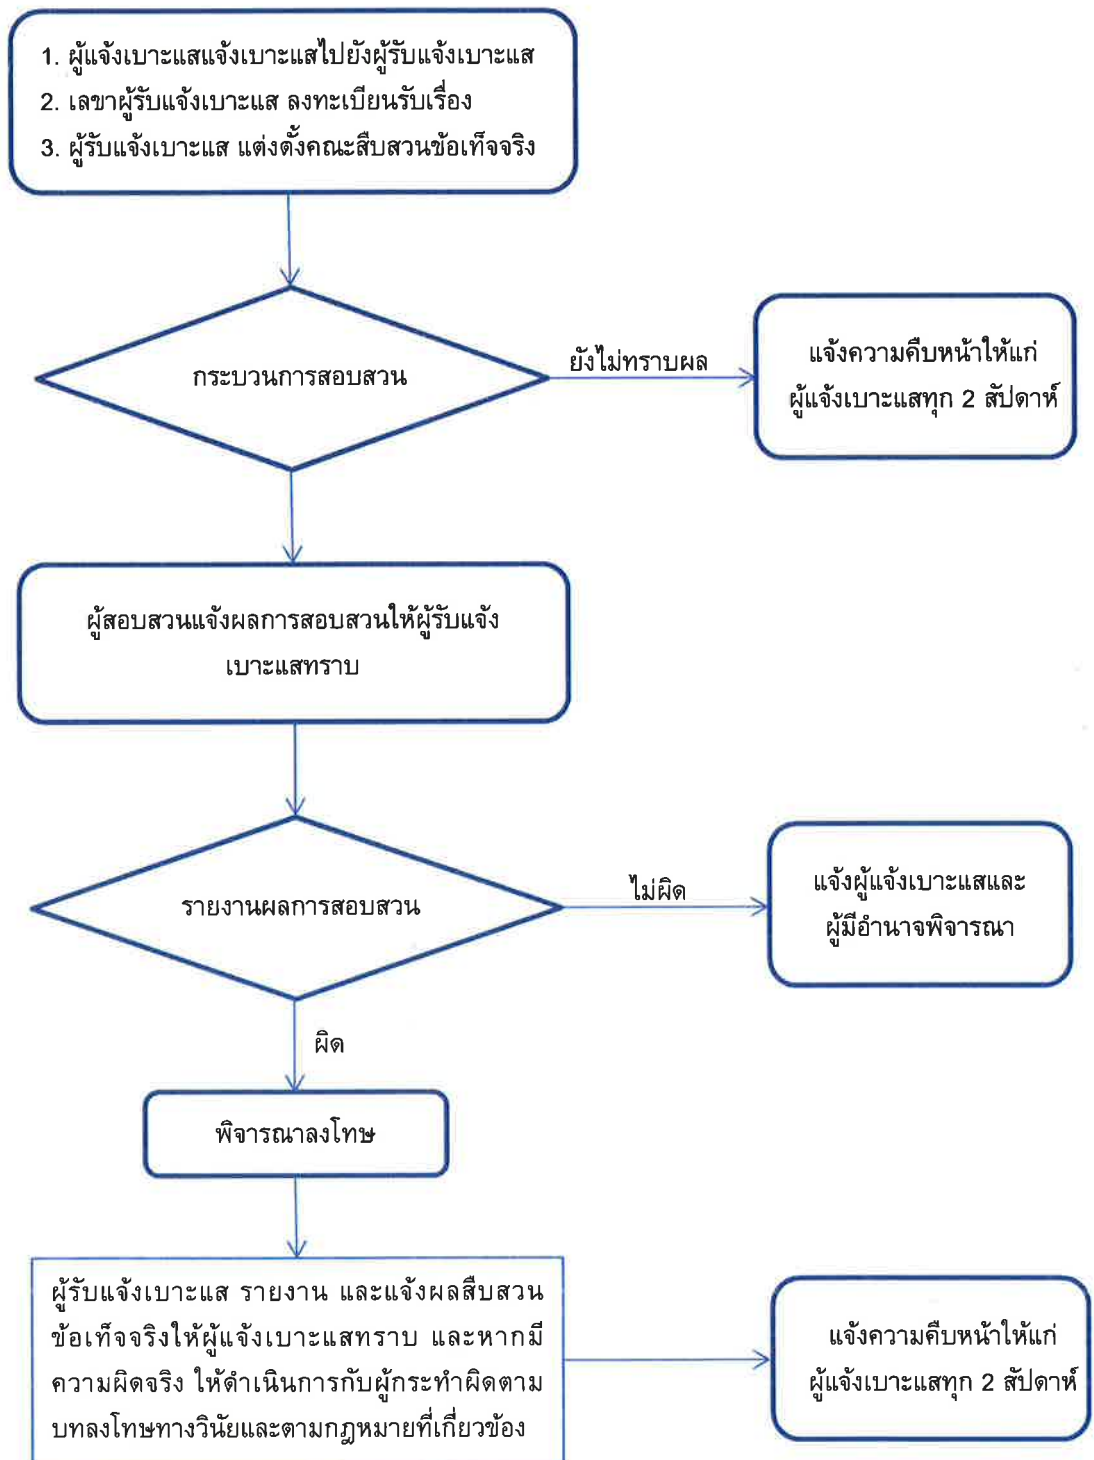 1. ผู้แจ้งเบาะแสแจ้งเบาะแสไปยังผู้รับแจ้งเบาะแส
2. เลขาผู้รับแจ้งเบาะแส ลงทะเบียนรับเรื่อง
3. ผู้รับแจ้งเบาะแส แต่งตั้งคณะสืบสวนข้อเท็จจริง
กระบวนการสอบสวน
ยังไม่ทราบผล
แจ้งความคืบหน้าให้แก่
ผู้แจ้งเบาะแสทุก 2 สัปดาห์
ผู้สอบสวนแจ้งผลการสอบสวนให้ผู้รับแจ้ง
เบาะแสทราบ
รายงานผลการสอบสวน
ไม่ผิด
แจ้งผู้แจ้งเบาะแสและ
ผู้มีอำนาจพิจารณา
ผิด
พิจารณาลงโทษ
ผู้รับแจ้งเบาะแส รายงาน และแจ้งผลสืบสวน
ข้อเท็จจริงให้ผู้แจ้งเบาะแสทราบ และหากมี
ความผิดจริง ให้ดำเนินการกับผู้กระทำผิดตาม
บทลงโทษทางวินัยและตามกฎหมายที่เกี่ยวข้อง
แจ้งความคืบหน้าให้แก่
ผู้แจ้งเบาะแสทุก 2 สัปดาห์